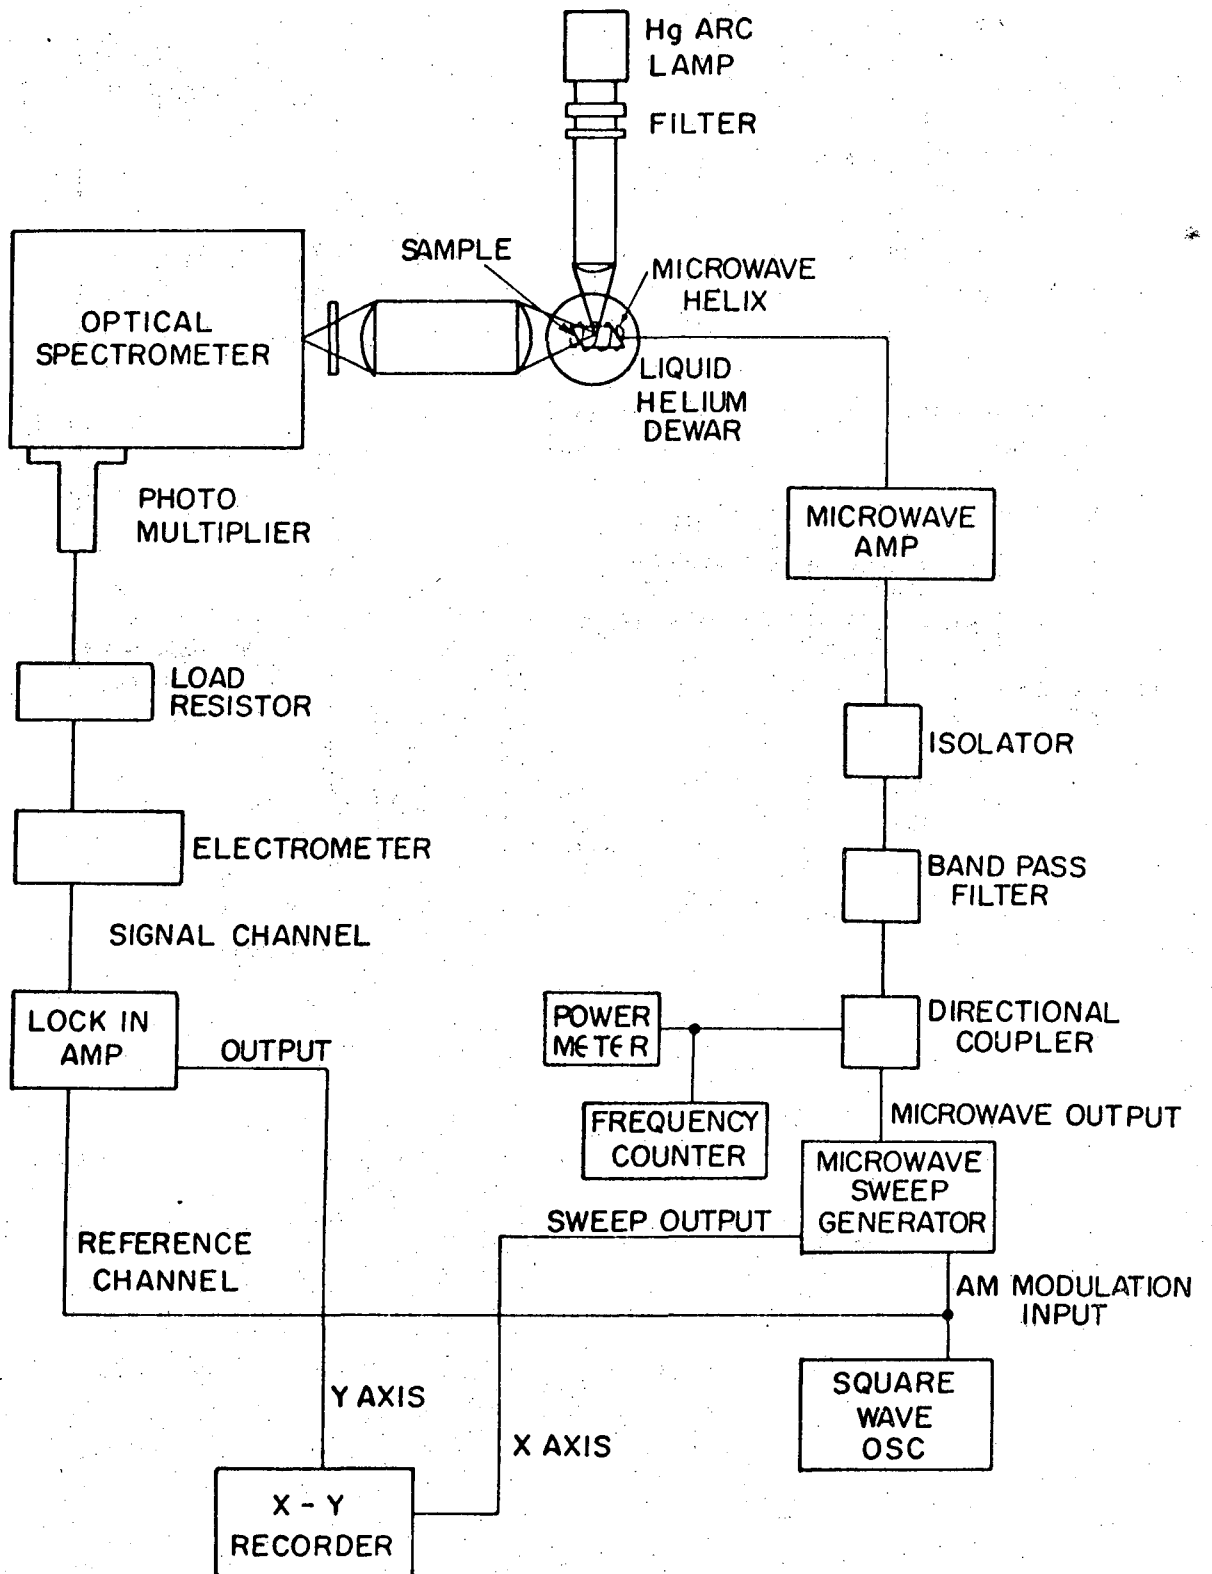 Hg ARC
LAMP
FILTER
SAMPLE
MICROWAVE
HELIX
OPTICAL
SPECTROMETER
LIQUID
HELIUM
DEWAR
PHOTO
MULTIPLIER
MICROWAVE
AMP
LOAD
RESISTOR
ISOLATOR
ELECTROMETER
BAND PASS
FILTER
SIGNAL CHANNEL
LOCK IN
AMP
OUTPUT
POWER
METER
DIRECTIONAL
COUPLER
FREQUENCY
COUNTER
MICROWAVE OUTPUT
MICROWAVE
SWEEP
GENERATOR
SWEEP OUTPUT
REFERENCE
CHANNEL
AM MODULATION
INPUT
Y AXIS
X AXIS
SQUARE
WAVE
OSC
X - Y
RECORDER